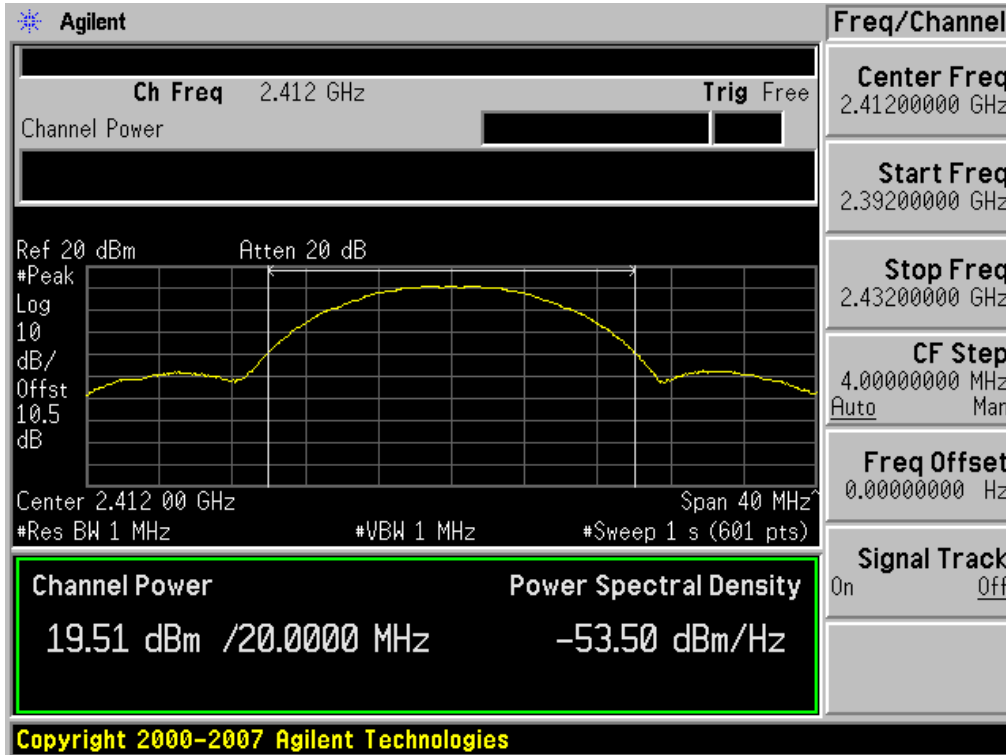 Agilent
Freq/Channel
Ch Freq 2.412 GHz Trig Free
Channel Power
Center Freq
2.41200000 GHz
Start Freq
2.39200000 GHz
Stop Freq
2.43200000 GHz
CF Step
4.00000000 MHz
Auto Man
Freq Offset
0.00000000 Hz
Signal Track
On Off
Ref 20 dBm Atten 20 dB
#Peak
Log
10
dB/
Offst
10.5
dB
Center 2.412 00 GHz Span 40 MHz^
#Res BW 1 MHz #VBW 1 MHz #Sweep 1 s (601 pts)
Channel Power Power Spectral Density
19.51 dBm /20.0000 MHz -53.50 dBm/Hz
Copyright 2000-2007 Agilent Technologies